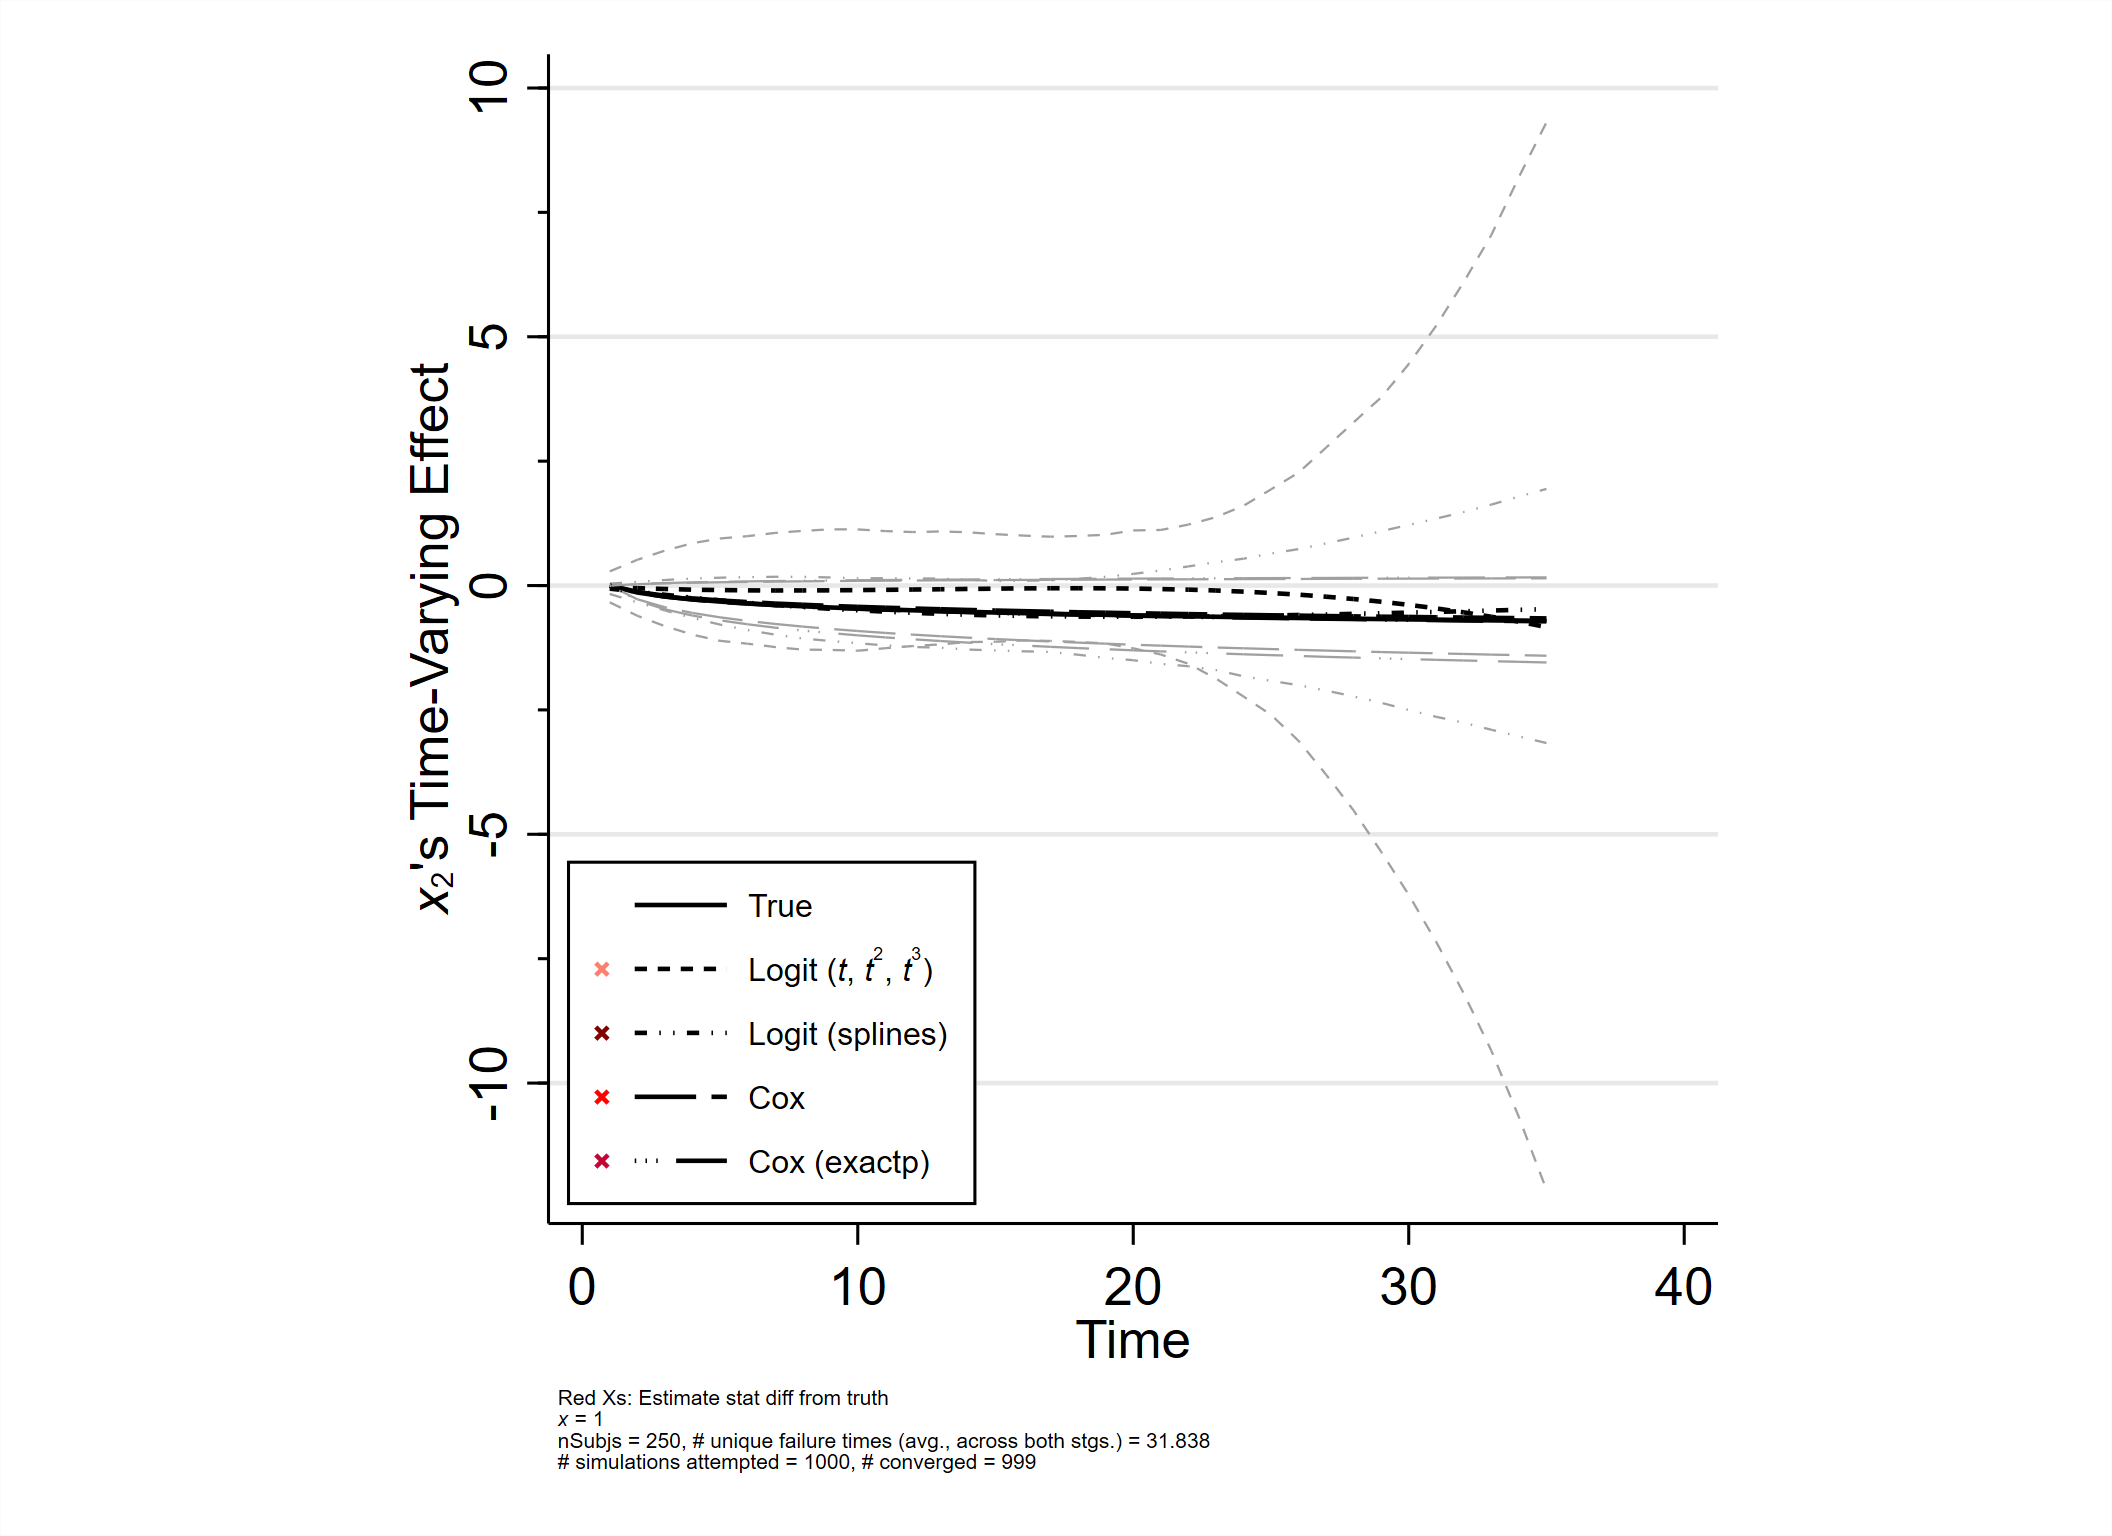 x₂'s Time-Varying Effect
10
5
0
-5
-10
True
Logit (t, t², t³)
Logit (splines)
Cox
Cox (exactp)
0 10 20 30 40
Time
Red Xs: Estimate stat diff from truth
x = 1
nSubjs = 250, # unique failure times (avg., across both stgs.) = 31.838
# simulations attempted = 1000, # converged = 999